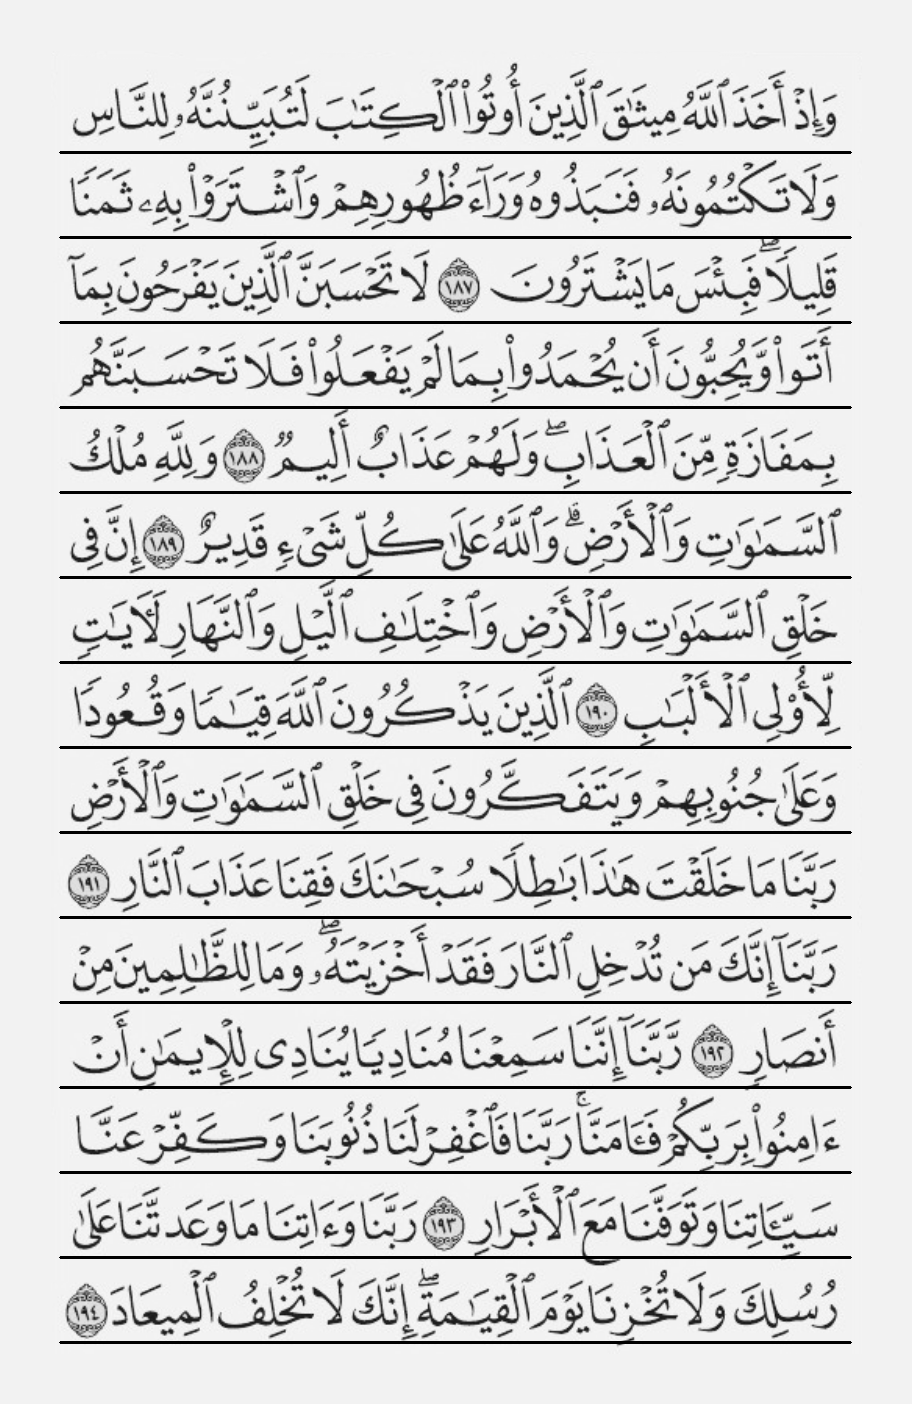 وَإِذْ أَخَذَ ٱللَّهُ مِيثَٰقَ ٱلَّذِينَ أُوتُوا۟ ٱلْكِتَٰبَ لَتُبَيِّنُنَّهُۥ لِلنَّاسِ
وَلَا تَكْتُمُونَهُۥ فَنَبَذُوهُ وَرَآءَ ظُهُورِهِمْ وَٱشْتَرَوْا۟ بِهِۦ ثَمَنًا
قَلِيلًا ۖ فَبِئْسَ مَا يَشْتَرُونَ ١٨٧ لَا تَحْسَبَنَّ ٱلَّذِينَ يَفْرَحُونَ بِمَآ
أَتَوا۟ وَّيُحِبُّونَ أَن يُحْمَدُوا۟ بِمَا لَمْ يَفْعَلُوا۟ فَلَا تَحْسَبَنَّهُم
بِمَفَازَةٍ مِّنَ ٱلْعَذَابِ ۖ وَلَهُمْ عَذَابٌ أَلِيمٌ ١٨٨ وَلِلَّهِ مُلْكُ
ٱلسَّمَٰوَٰتِ وَٱلْأَرْضِ ۗ وَٱللَّهُ عَلَىٰ كُلِّ شَىْءٍ قَدِيرٌ ١٨٩ إِنَّ فِى
خَلْقِ ٱلسَّمَٰوَٰتِ وَٱلْأَرْضِ وَٱخْتِلَٰفِ ٱلَّيْلِ وَٱلنَّهَارِ لَـَٔايَٰتٍ
لِّأُو۟لِى ٱلْأَلْبَٰبِ ١٩٠ ٱلَّذِينَ يَذْكُرُونَ ٱللَّهَ قِيَٰمًا وَقُعُودًا
وَعَلَىٰ جُنُوبِهِمْ وَيَتَفَكَّرُونَ فِى خَلْقِ ٱلسَّمَٰوَٰتِ وَٱلْأَرْضِ
رَبَّنَا مَا خَلَقْتَ هَٰذَا بَٰطِلًا سُبْحَٰنَكَ فَقِنَا عَذَابَ ٱلنَّارِ ١٩١
رَبَّنَآ إِنَّكَ مَن تُدْخِلِ ٱلنَّارَ فَقَدْ أَخْزَيْتَهُۥ ۖ وَمَا لِلظَّٰلِمِينَ مِنْ
أَنصَارٍ ١٩٢ رَّبَّنَآ إِنَّنَا سَمِعْنَا مُنَادِيًا يُنَادِى لِلْإِيمَٰنِ أَنْ
ءَامِنُوا۟ بِرَبِّكُمْ فَـَٔامَنَّا ۚ رَبَّنَا فَٱغْفِرْ لَنَا ذُنُوبَنَا وَكَفِّرْ عَنَّا
سَيِّـَٔاتِنَا وَتَوَفَّنَا مَعَ ٱلْأَبْرَارِ ١٩٣ رَبَّنَا وَءَاتِنَا مَا وَعَدتَّنَا عَلَىٰ
رُسُلِكَ وَلَا تُخْزِنَا يَوْمَ ٱلْقِيَٰمَةِ ۖ إِنَّكَ لَا تُخْلِفُ ٱلْمِيعَادَ ١٩٤